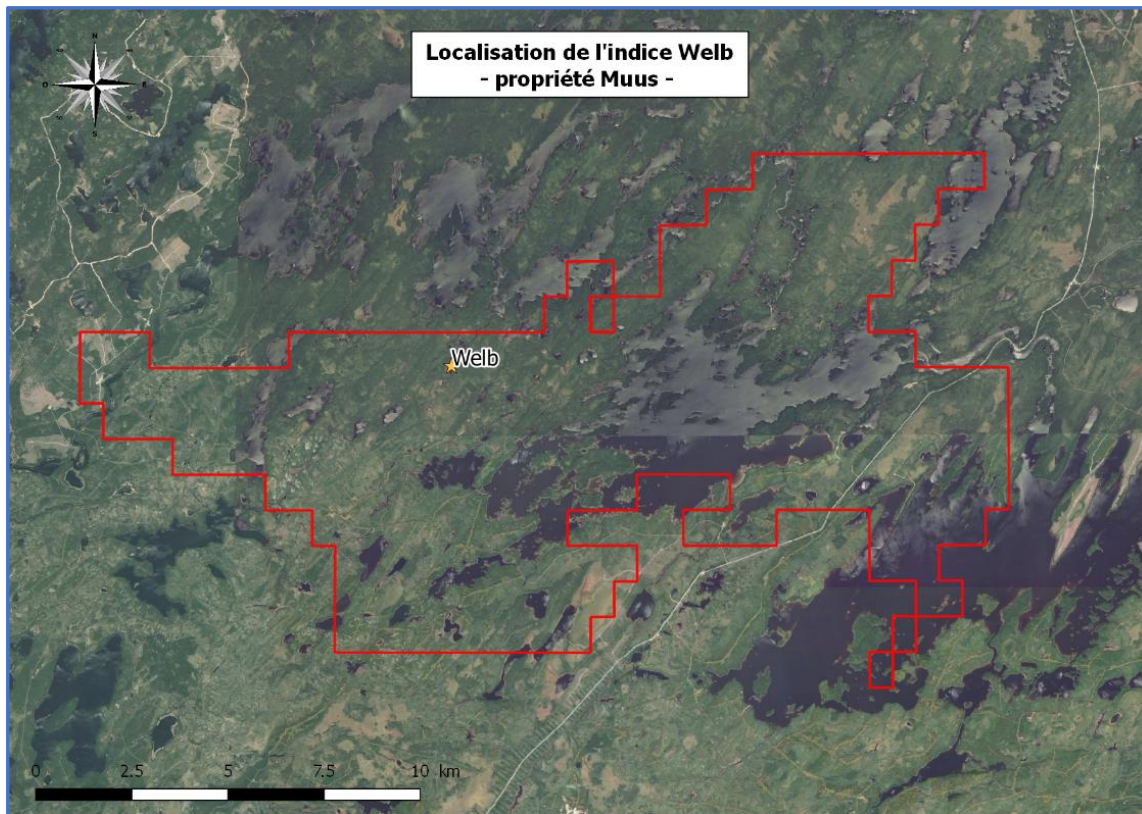 Localisation de l'indice Welb
- propriété Muus -
N
O
E
S
Welb
0 2.5 5 7.5 10 km